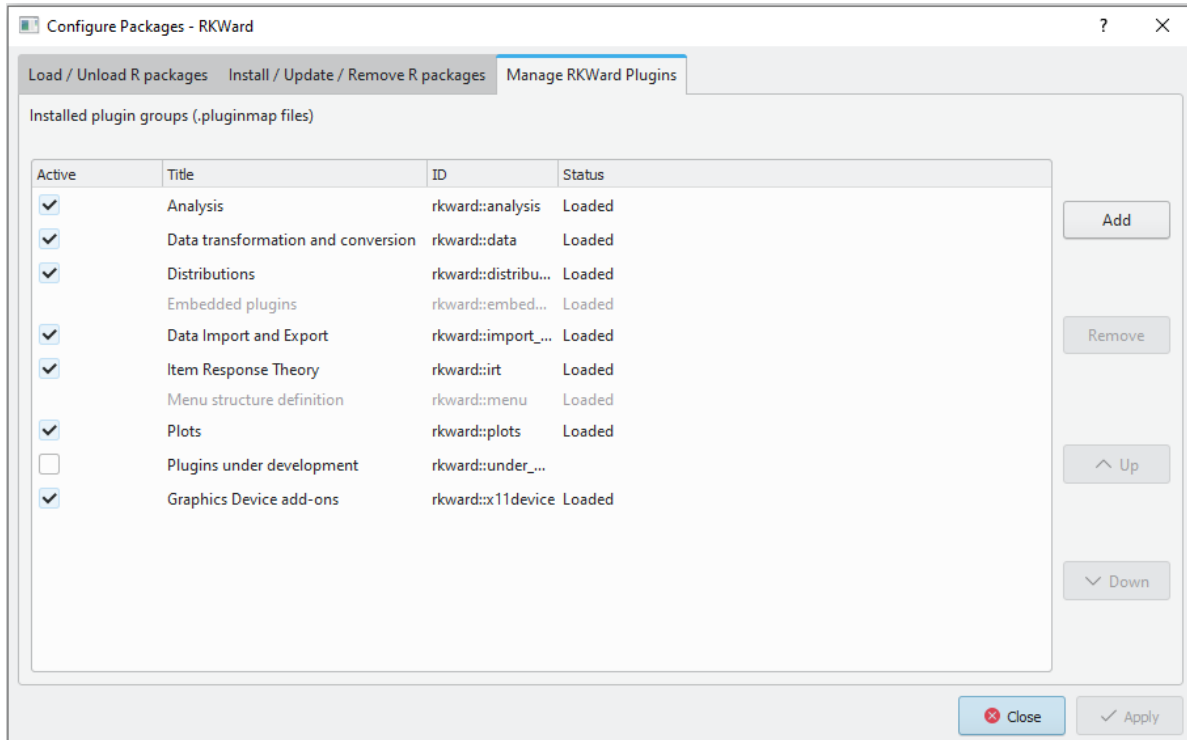 Configure Packages - RKWard ?
Load / Unload R packages Install / Update / Remove R packages Manage RKWard Plugins
Installed plugin groups (.pluginmap files)
Active Title ID Status
Analysis rkward::analysis Loaded
Data transformation and conversion rkward::data Loaded
Distributions rkward::distribu... Loaded
Embedded plugins rkward::embed... Loaded
Data Import and Export rkward::import_... Loaded
Item Response Theory rkward::irt Loaded
Menu structure definition rkward::menu Loaded
Plots rkward::plots Loaded
Plugins under development rkward::under_...
Graphics Device add-ons rkward::x11device Loaded
Add
Remove
Up
Down
Close Apply